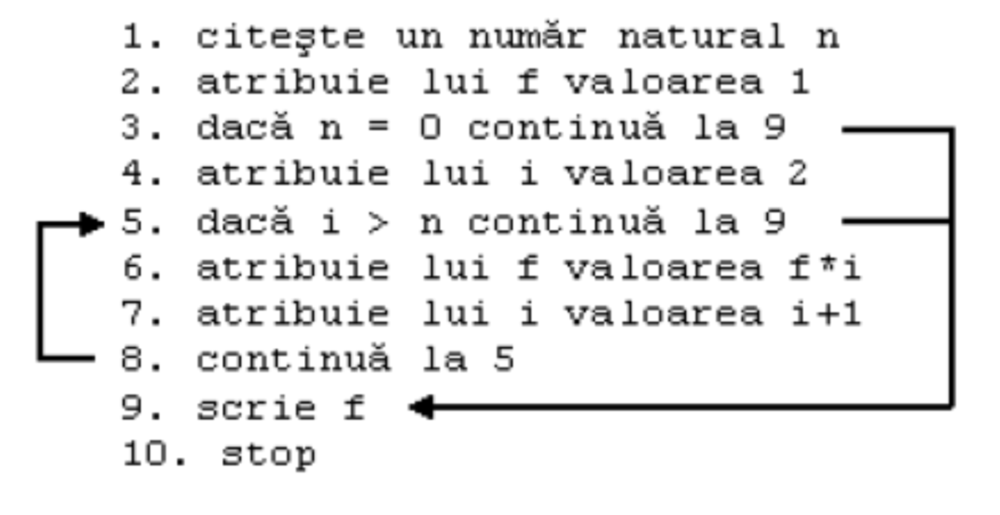 1. citeşte un număr natural n
2. atribuie lui f valoarea 1
3. dacă n = 0 continuă la 9
4. atribuie lui i valoarea 2
5. dacă i > n continuă la 9
6. atribuie lui f valoarea f*i
7. atribuie lui i valoarea i+1
8. continuă la 5
9. scrie f
10. stop